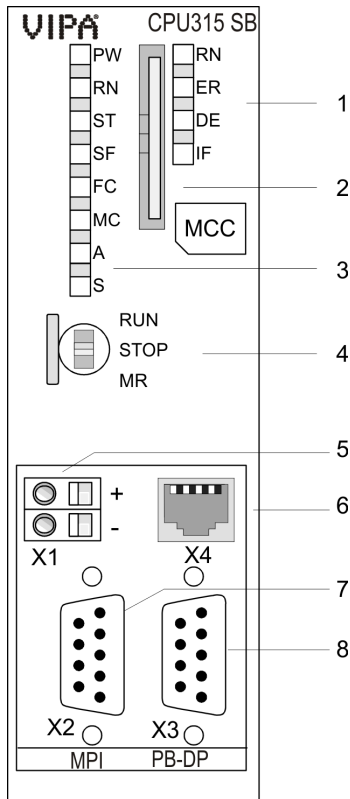 VIPA CPU315 SB
PW RN
RN ER
ST DE
SF IF
FC
MC MCC
A
S
RUN
STOP
MR
1
2
3
4
5
6
7
8
+
-
X1 X4
X2 X3
MPI PB-DP